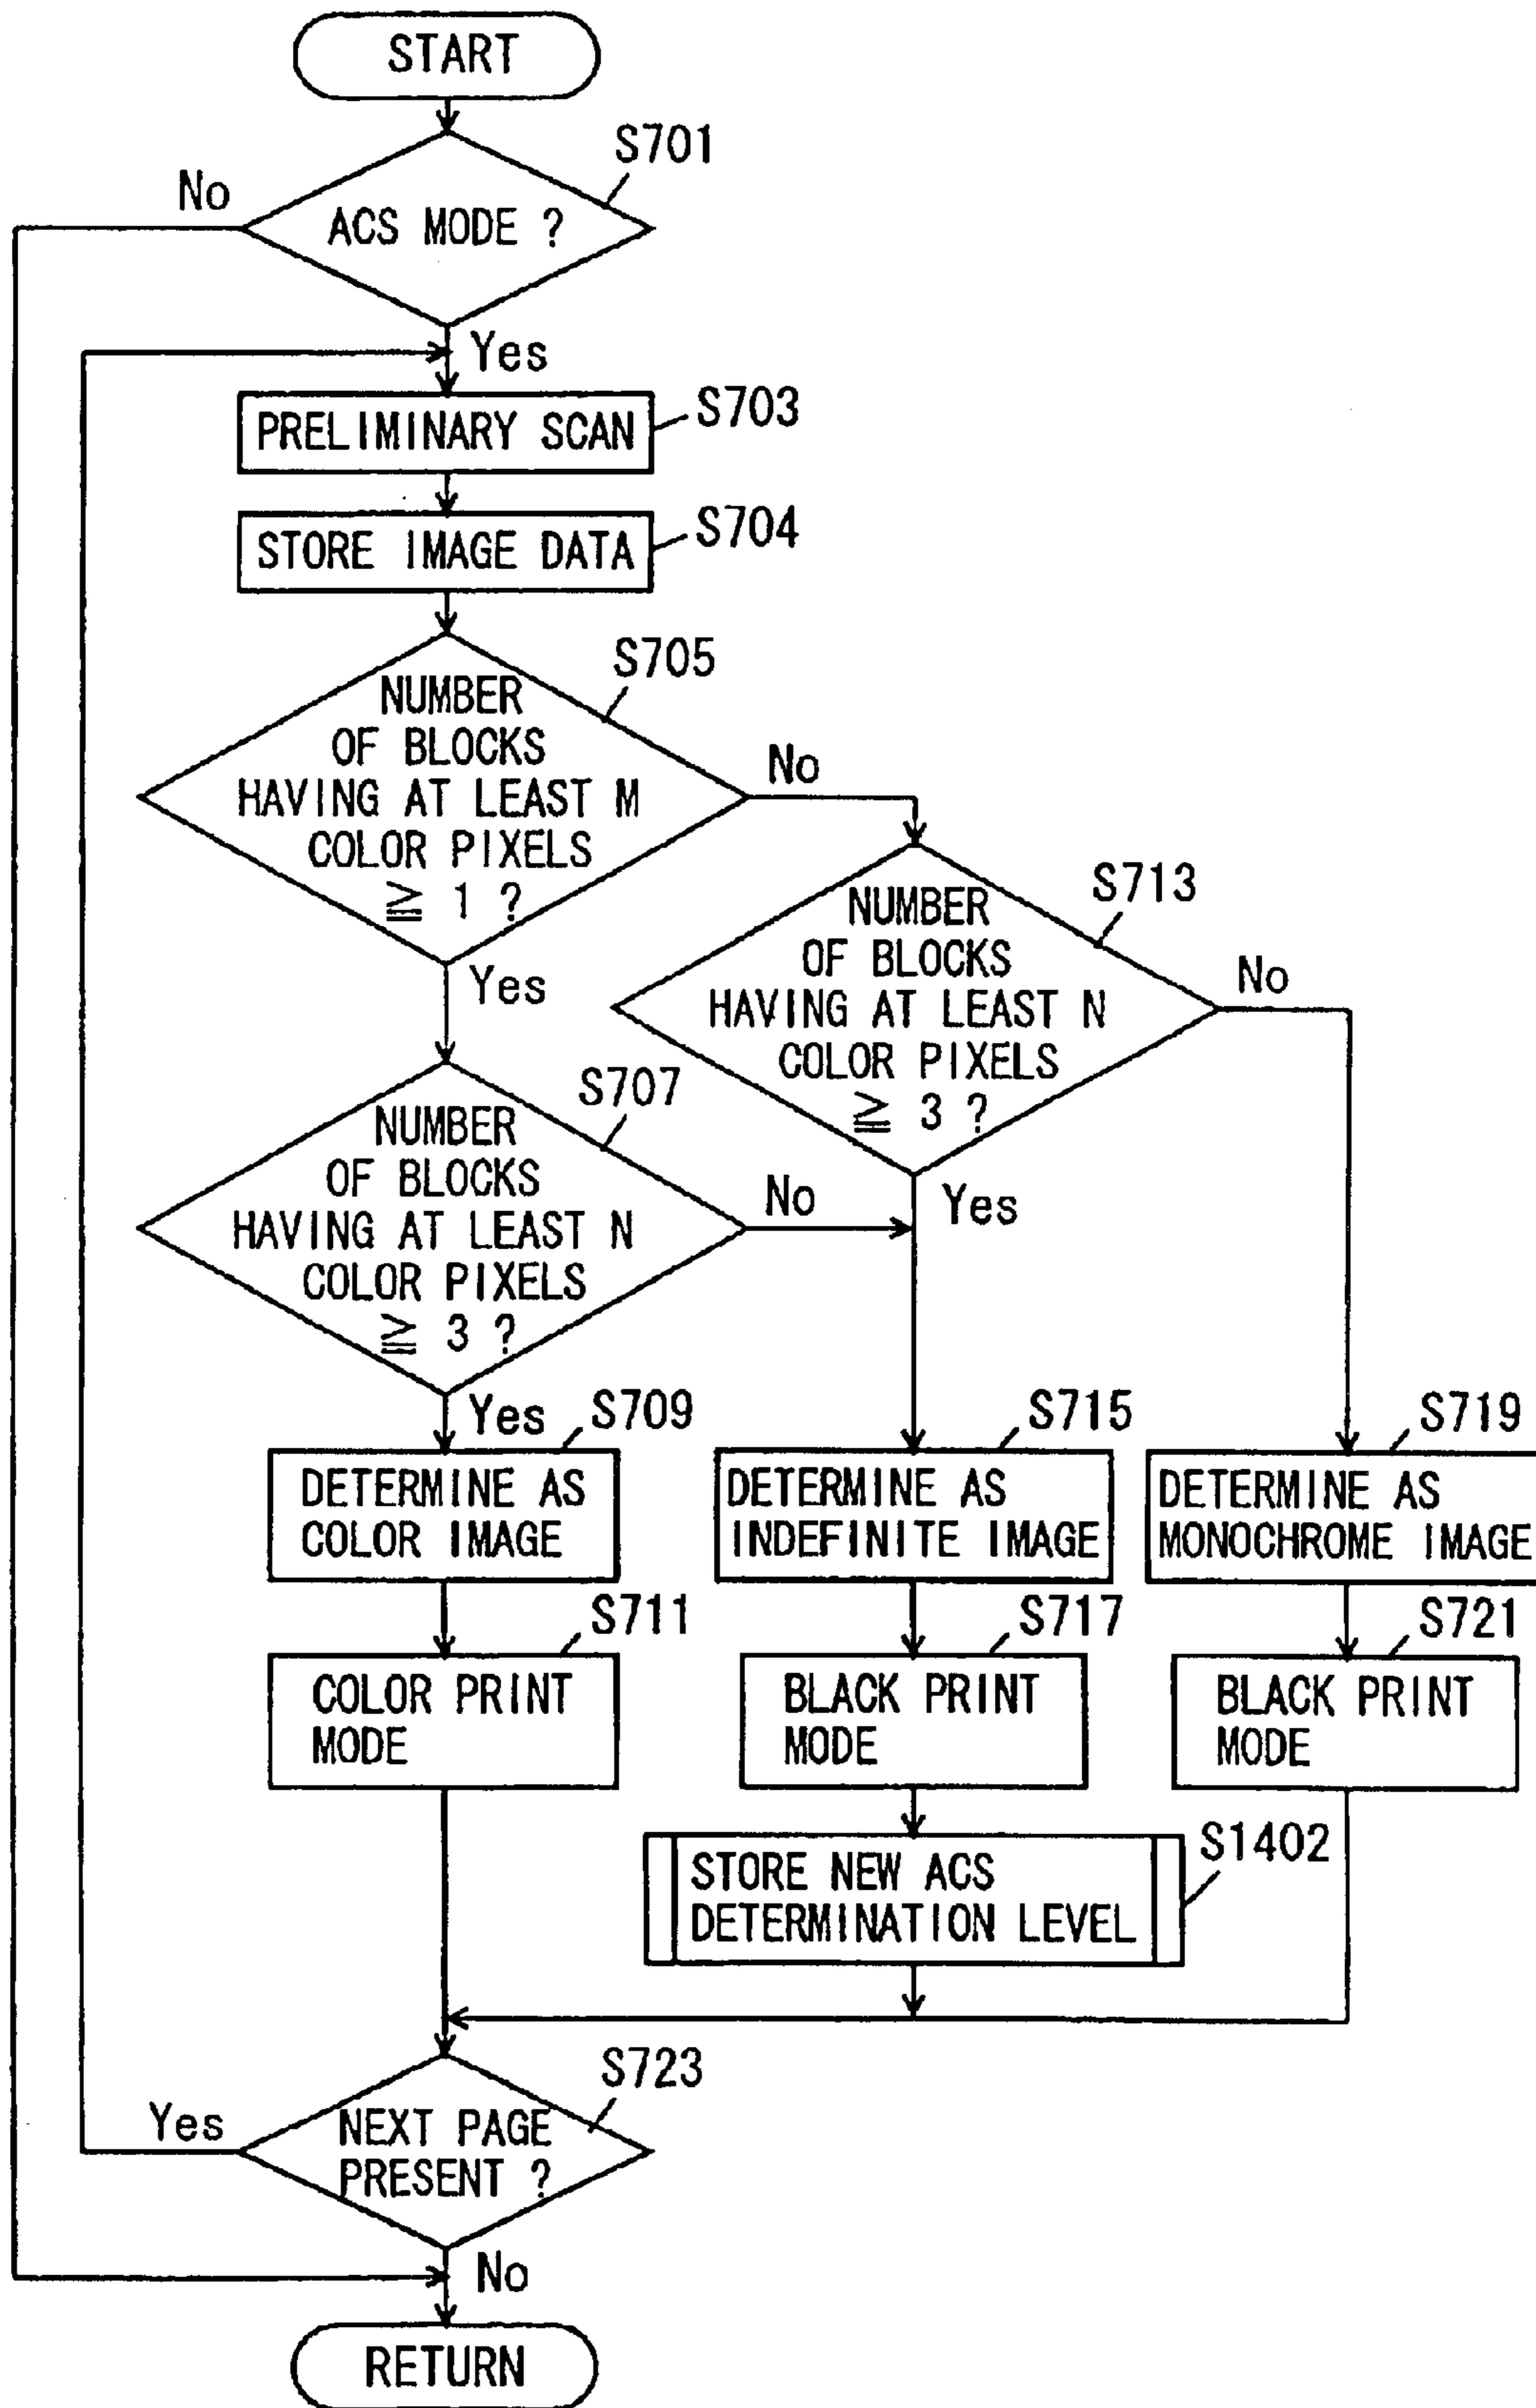 START
S701
No
ACS MODE ?
Yes
PRELIMINARY SCAN
S703
STORE IMAGE DATA
S704
S705
NUMBER
OF BLOCKS
HAVING AT LEAST M
COLOR PIXELS
≧ 1 ?
No
Yes
S713
NUMBER
OF BLOCKS
HAVING AT LEAST N
COLOR PIXELS
≧ 3 ?
No
Yes
S707
NUMBER
OF BLOCKS
HAVING AT LEAST N
COLOR PIXELS
≧ 3 ?
No
Yes
S709
DETERMINE AS
COLOR IMAGE
S715
DETERMINE AS
INDEFINITE IMAGE
S719
DETERMINE AS
MONOCHROME IMAGE
S711
COLOR PRINT
MODE
S717
BLACK PRINT
MODE
S721
BLACK PRINT
MODE
S1402
STORE NEW ACS
DETERMINATION LEVEL
S723
Yes
NEXT PAGE
PRESENT ?
No
RETURN